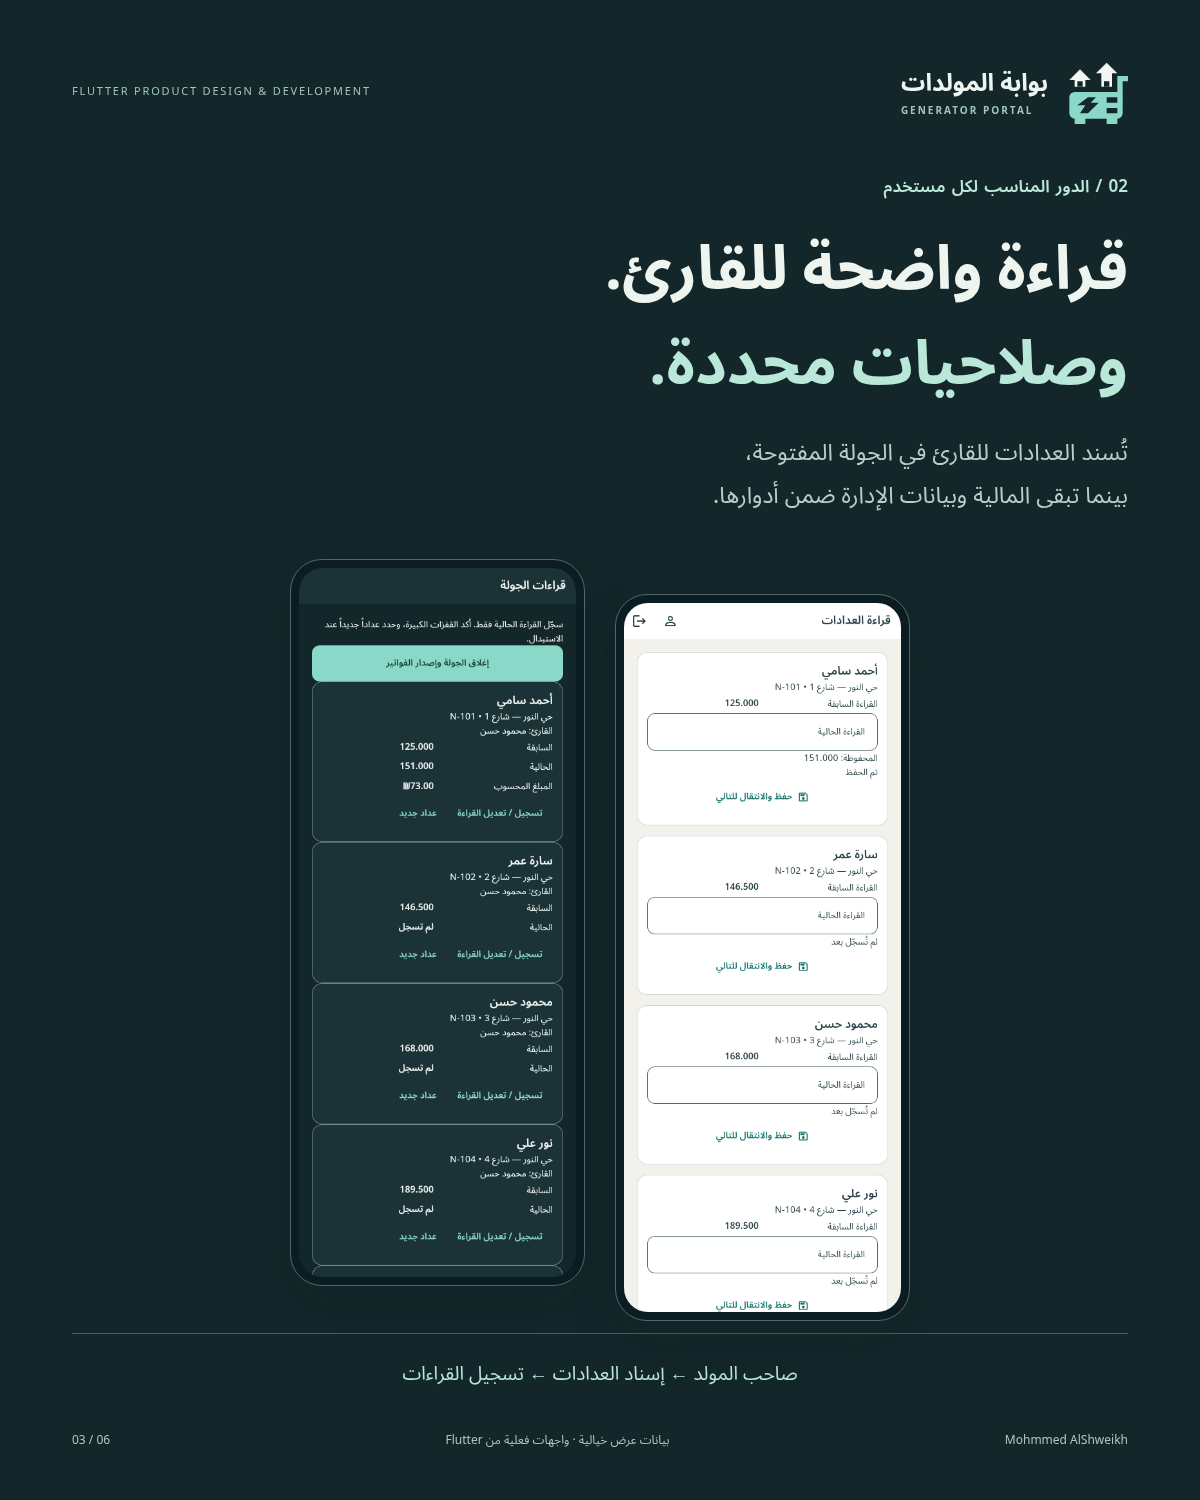 بوابة المولدات
GENERATOR PORTAL
FLUTTER PRODUCT DESIGN & DEVELOPMENT
02 / الدور المناسب لكل مستخدم
قراءة واضحة للقارئ.
وصلاحيات محددة.
تُسند العدادات للقارئ في الجولة المفتوحة،
بينما تبقى المالية وبيانات الإدارة ضمن أدوارها.
قراءة العدادات
أحمد سامي
حي النور — شارع 1 • N-101
القراءة السابقة 125.000
القراءة الحالية
المحفوظة: 151.000
تم الحفظ
حفظ والانتقال للتالي
سارة عمر
حي النور — شارع 2 • N-102
القراءة السابقة 146.500
القراءة الحالية
لم تُسجّل بعد
حفظ والانتقال للتالي
محمود حسن
حي النور — شارع 3 • N-103
القراءة السابقة 168.000
القراءة الحالية
لم تُسجّل بعد
حفظ والانتقال للتالي
نور علي
حي النور — شارع 4 • N-104
القراءة السابقة 189.500
القراءة الحالية
لم تُسجّل بعد
حفظ والانتقال للتالي
قراءات الجولة
سجّل القراءة الحالية فقط. أكد القفزات الكبيرة، وحدد عداداً جديداً عند
الاستبدال.
إغلاق الجولة وإصدار الفواتير
أحمد سامي
حي النور — شارع 1 • N-101
القارئ: محمود حسن
السابقة 125.000
الحالية 151.000
المبلغ المحسوب ₪73.00
تسجيل / تعديل القراءة عداد جديد
سارة عمر
حي النور — شارع 2 • N-102
القارئ: محمود حسن
السابقة 146.500
الحالية لم تسجل
تسجيل / تعديل القراءة عداد جديد
محمود حسن
حي النور — شارع 3 • N-103
القارئ: محمود حسن
السابقة 168.000
الحالية لم تسجل
تسجيل / تعديل القراءة عداد جديد
نور علي
حي النور — شارع 4 • N-104
القارئ: محمود حسن
السابقة 189.500
الحالية لم تسجل
تسجيل / تعديل القراءة عداد جديد
صاحب المولد ← إسناد العدادات ← تسجيل القراءات
Mohmmed AlShweikh
بيانات عرض خيالية · واجهات فعلية من Flutter
03 / 06